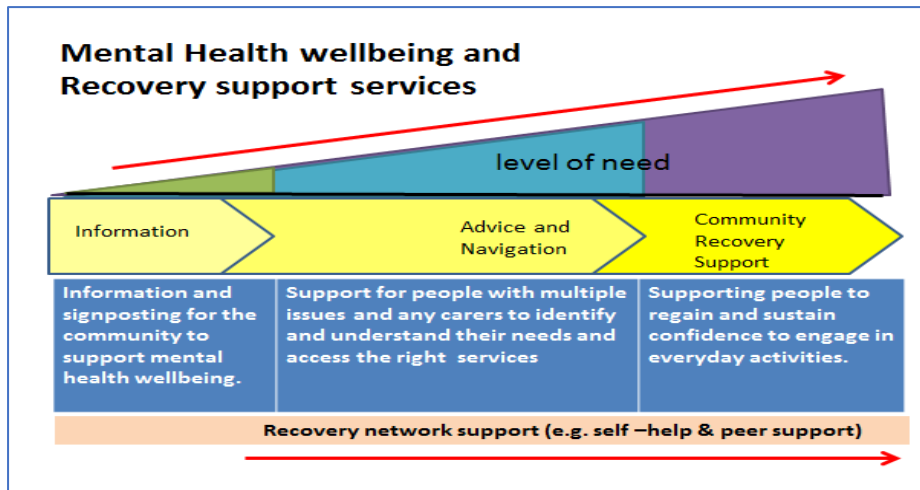 Mental Health wellbeing and
Recovery support services
level of need
Information
Advice and
Navigation
Community
Recovery
Support
Information and
signposting for the
community to
support mental
health wellbeing.
Support for people with multiple
issues and any carers to identify
and understand their needs and
access the right services
Supporting people to
regain and sustain
confidence to engage in
everyday activities.
Recovery network support (e.g. self –help & peer support)